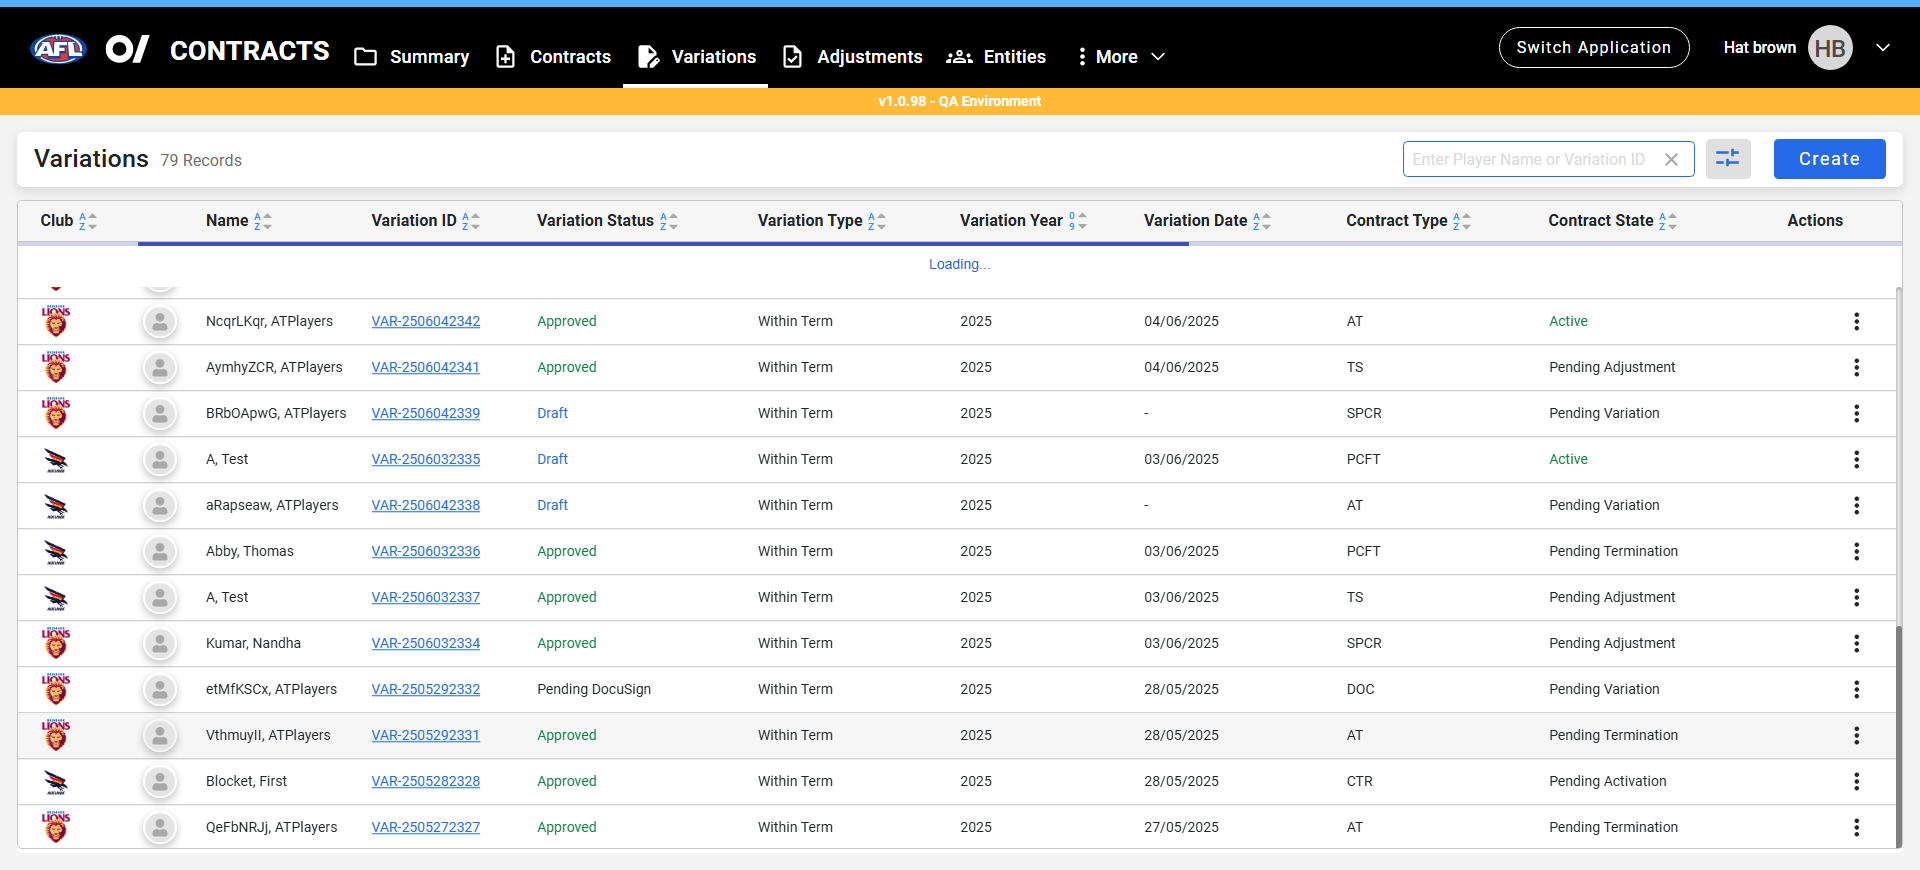 AFL CONTRACTS Summary Contracts Variations Adjustments Entities More Switch Application Hat brown HB
v1.0.98 - QA Environment
Variations 79 Records Enter Player Name or Variation ID Create
Club Name Variation ID Variation Status Variation Type Variation Year Variation Date Contract Type Contract State Actions
Loading...
LIONS NcqrLKqr, ATPlayers VAR-2506042342 Approved Within Term 2025 04/06/2025 AT Active
LIONS AymhyZCR, ATPlayers VAR-2506042341 Approved Within Term 2025 04/06/2025 TS Pending Adjustment
LIONS BRbOApwG, ATPlayers VAR-2506042339 Draft Within Term 2025 - SPCR Pending Variation
A, Test VAR-2506032335 Draft Within Term 2025 03/06/2025 PCFT Active
aRapseaw, ATPlayers VAR-2506042338 Draft Within Term 2025 - AT Pending Variation
Abby, Thomas VAR-2506032336 Approved Within Term 2025 03/06/2025 PCFT Pending Termination
A, Test VAR-2506032337 Approved Within Term 2025 03/06/2025 TS Pending Adjustment
LIONS Kumar, Nandha VAR-2506032334 Approved Within Term 2025 03/06/2025 SPCR Pending Adjustment
LIONS etMfKSCx, ATPlayers VAR-2505292332 Pending DocuSign Within Term 2025 28/05/2025 DOC Pending Variation
LIONS VthmuyII, ATPlayers VAR-2505292331 Approved Within Term 2025 28/05/2025 AT Pending Termination
Blocket, First VAR-2505282328 Approved Within Term 2025 28/05/2025 CTR Pending Activation
LIONS QeFbNRJj, ATPlayers VAR-2505272327 Approved Within Term 2025 27/05/2025 AT Pending Termination